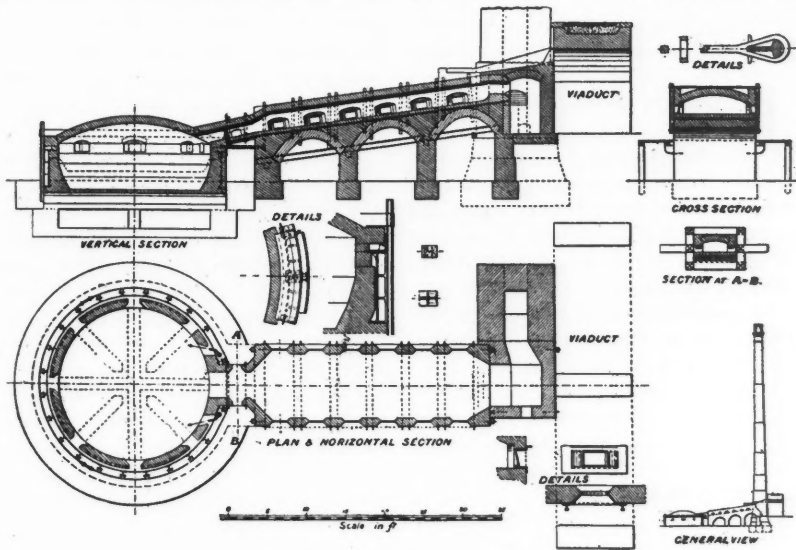 DETAILS
VIADUCT
VERTICAL SECTION
DETAILS
CROSS SECTION
SECTION AT A-B.
A
VIADUCT
B
PLAN & HORIZONTAL SECTION
DETAILS
Scale in ft
GENERAL VIEW